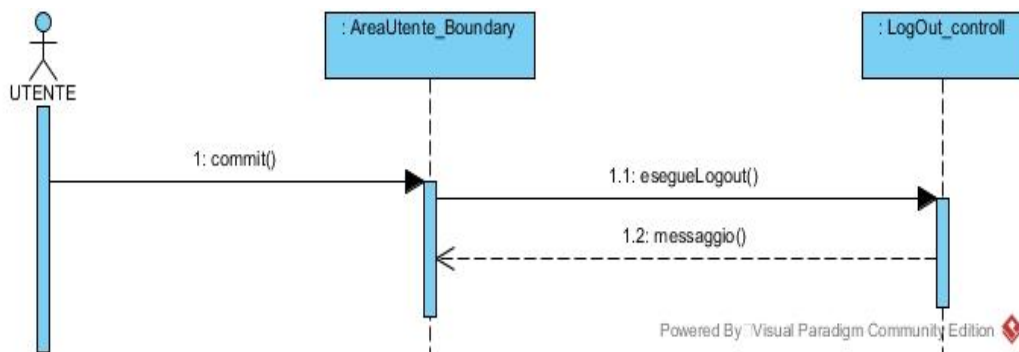 : AreaUtente_Boundary
: LogOut_controll
UTENTE
1: commit()
1.1: esegueLogout()
1.2: messaggio()
Powered By Visual Paradigm Community Edition